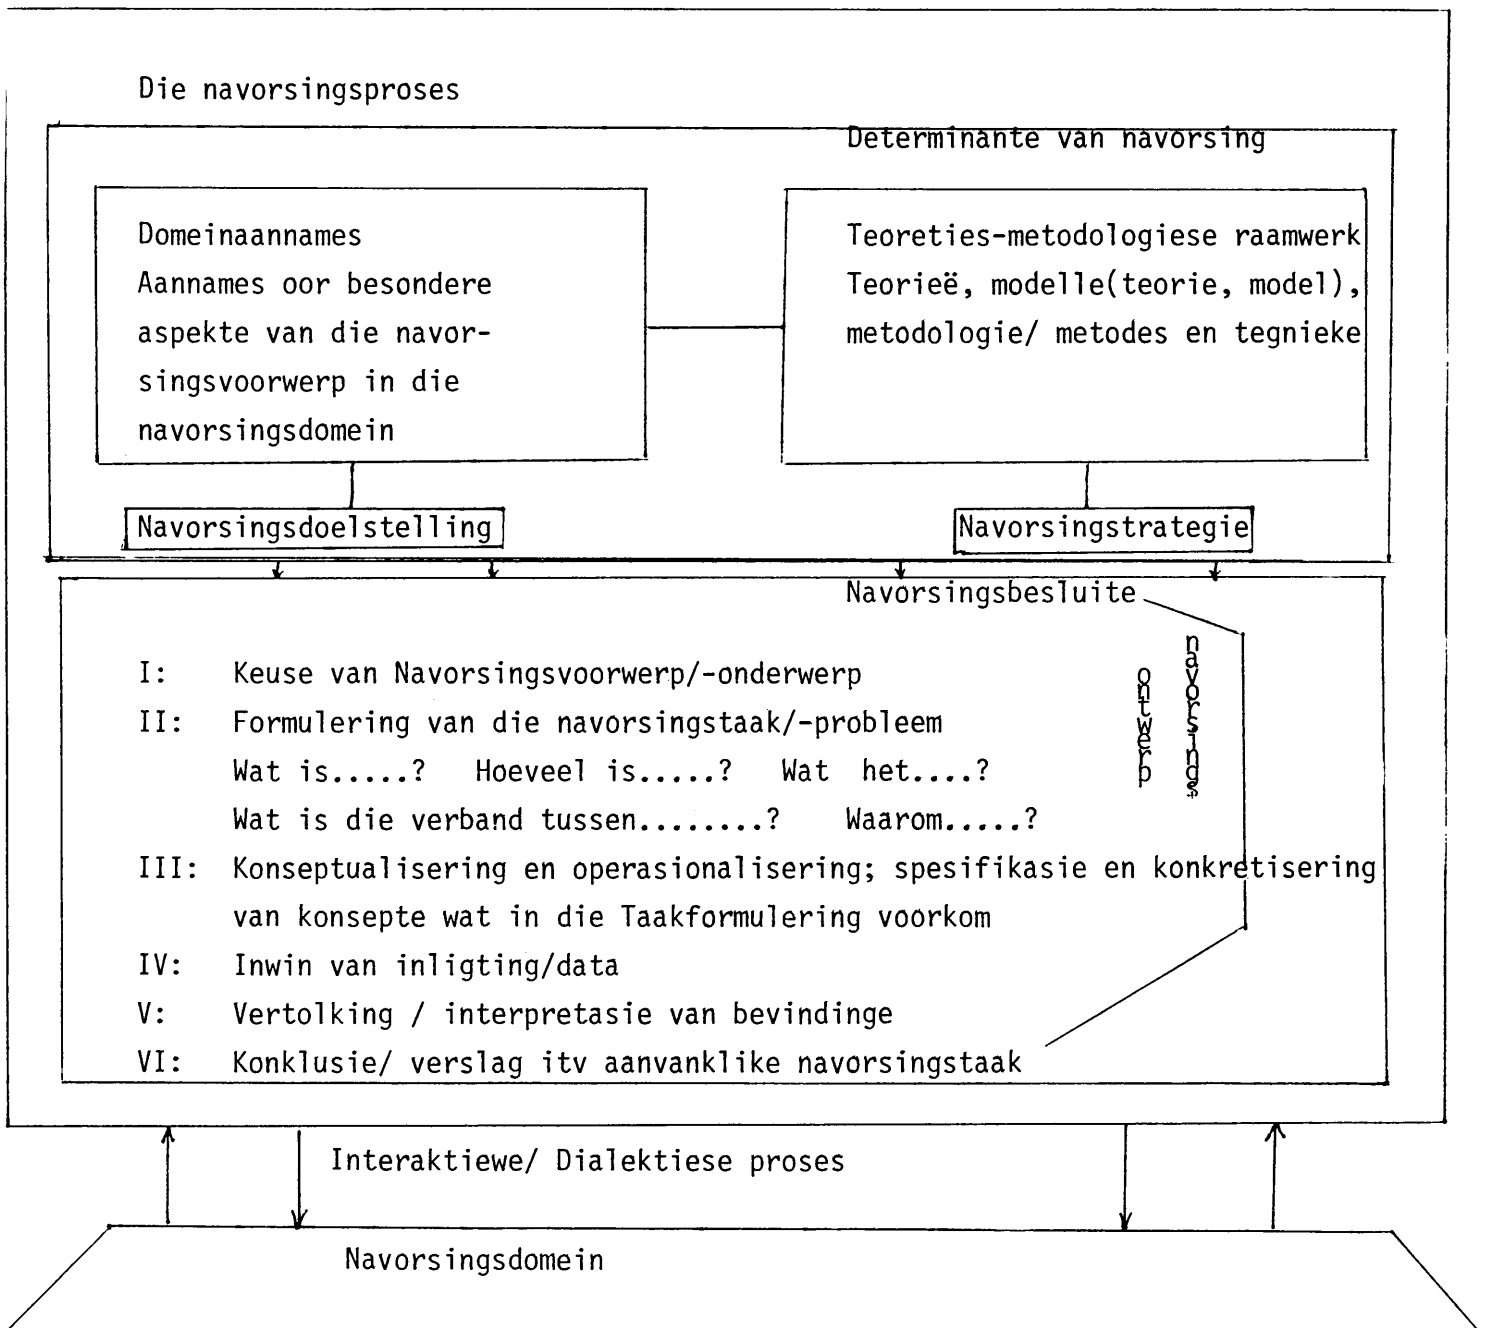 Die navorsingsproses
Determinante van navorsing
Domeinaannames
Aannames oor besondere
aspekte van die navor-
singsvoorwerp in die
navorsingsdomein
Teoreties-metodologiese raamwerk
Teorieë, modelle(teorie, model),
metodologie/ metodes en tegnieke
Navorsingsdoelstelling
Navorsingstrategie
Navorsingsbesluite
navorsings
ontwerp
I: Keuse van Navorsingsvoorwerp/-onderwerp
II: Formulering van die navorsingstaak/-probleem
Wat is.....? Hoeveel is.....? Wat het....?
Wat is die verband tussen........? Waarom.....?
III: Konseptualisering en operasionalisering; spesifikasie en konkretisering
van konsepte wat in die Taakformulering voorkom
IV: Inwin van inligting/data
V: Vertolking / interpretasie van bevindinge
VI: Konklusie/ verslag itv aanvanklike navorsingstaak
Interaktiewe/ Dialektiese proses
Navorsingsdomein